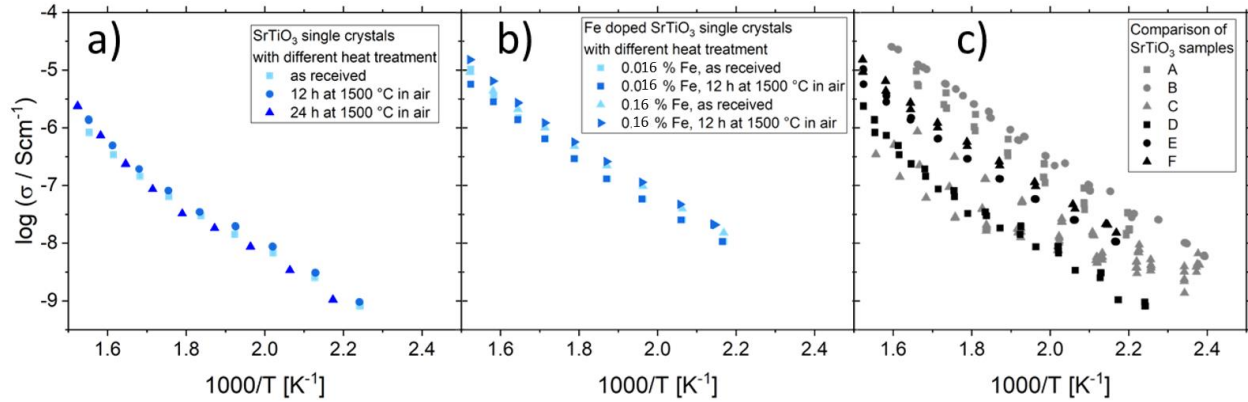 a)
SrTiO₃ single crystals
with different heat treatment
as received
12 h at 1500 °C in air
24 h at 1500 °C in air
b)
Fe doped SrTiO₃ single crystals
with different heat treatment
0.016 % Fe, as received
0.016 % Fe, 12 h at 1500 °C in air
0.16 % Fe, as received
0.16 % Fe, 12 h at 1500 °C in air
c)
Comparison of
SrTiO₃ samples
A
B
C
D
E
F
log (σ / Scm⁻¹)
-4
-5
-6
-7
-8
-9
1.6 1.8 2.0 2.2 2.4
1.6 1.8 2.0 2.2 2.4
1.6 1.8 2.0 2.2 2.4
1000/T [K⁻¹]
1000/T [K⁻¹]
1000/T [K⁻¹]